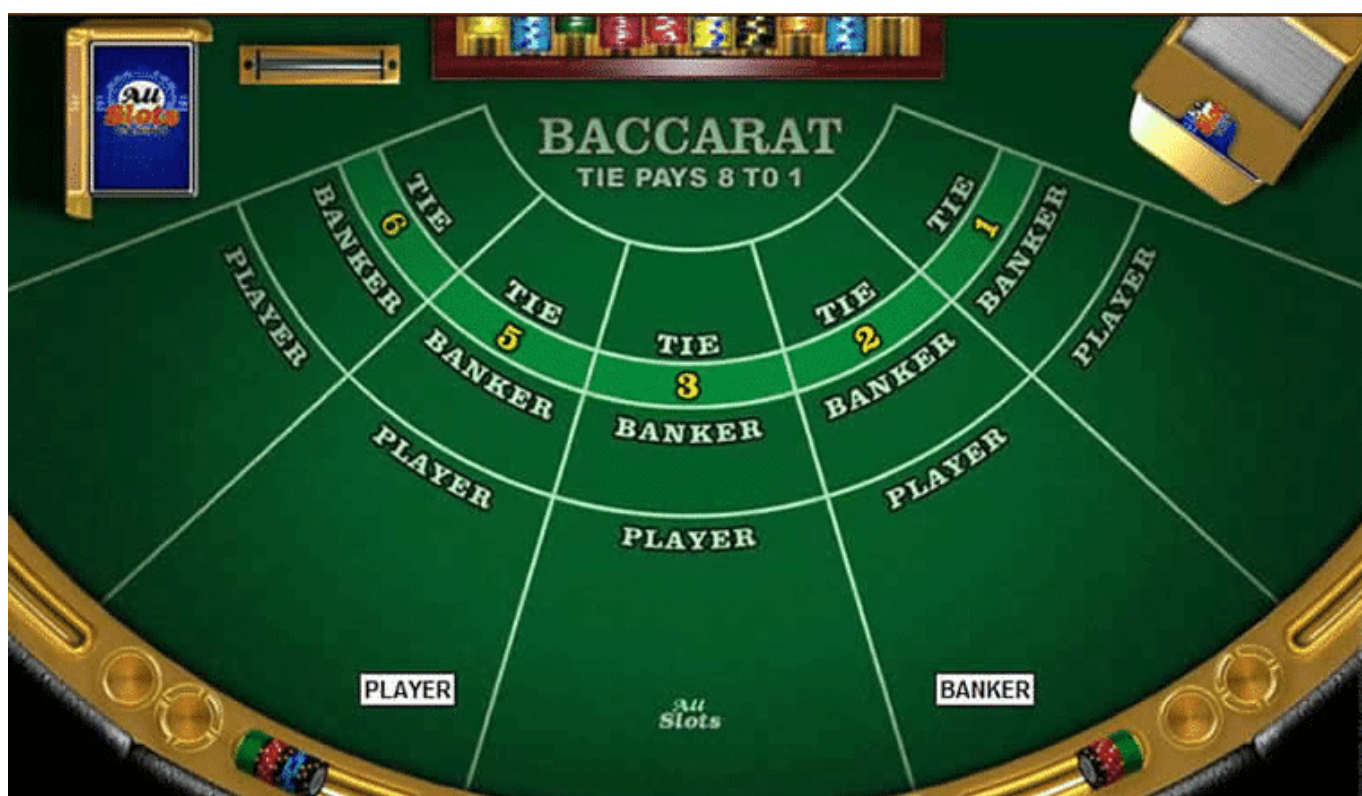 All
Slots
BACCARAT
TIE PAYS 8 TO 1
TIE
6
BANKER
PLAYER
TIE
5
BANKER
PLAYER
TIE
3
BANKER
PLAYER
TIE
2
BANKER
PLAYER
TIE
1
BANKER
PLAYER
PLAYER
BANKER
All
Slots